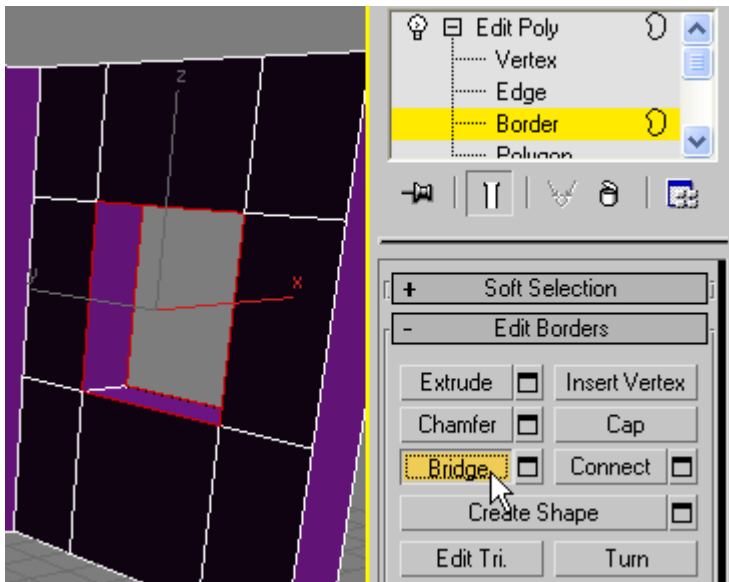 Edit Poly
Vertex
Edge
Border
Polygon
z
y
x
+ Soft Selection
- Edit Borders
Extrude Insert Vertex
Chamfer Cap
Bridge Connect
Create Shape
Edit Tri. Turn